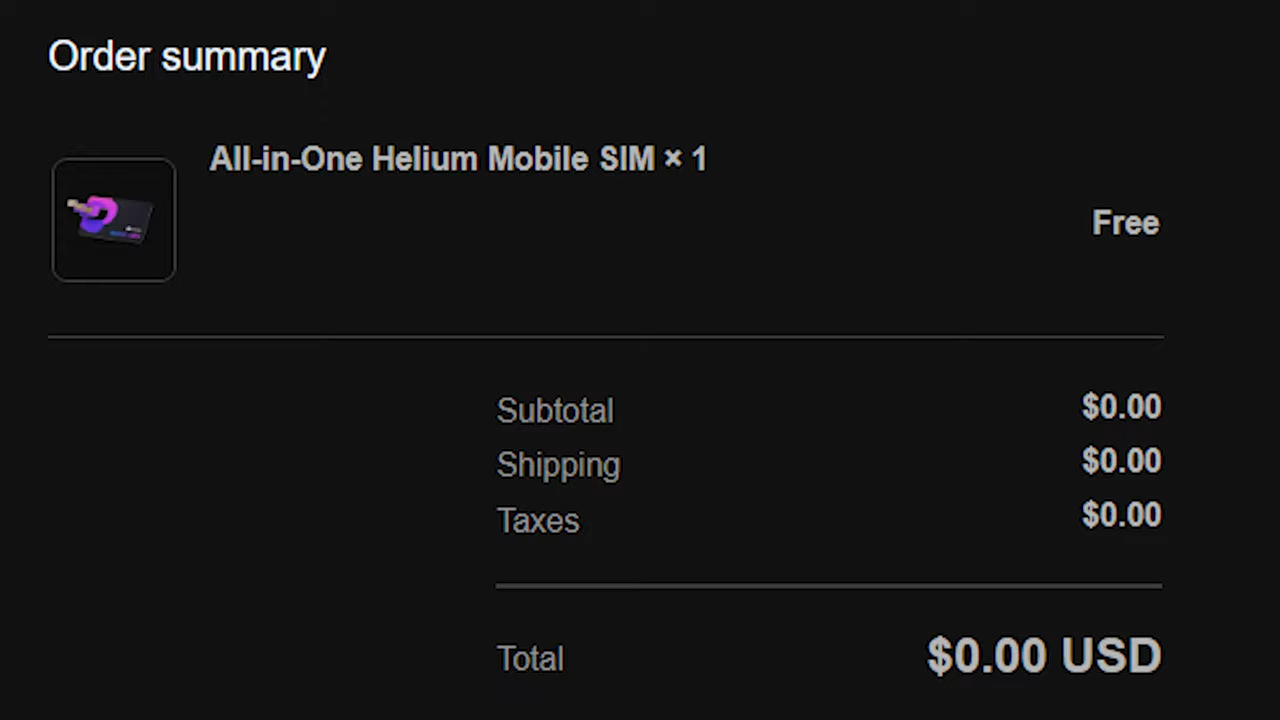 Order summary
All-in-One Helium Mobile SIM × 1
Free
Subtotal $0.00
Shipping $0.00
Taxes $0.00
Total $0.00 USD